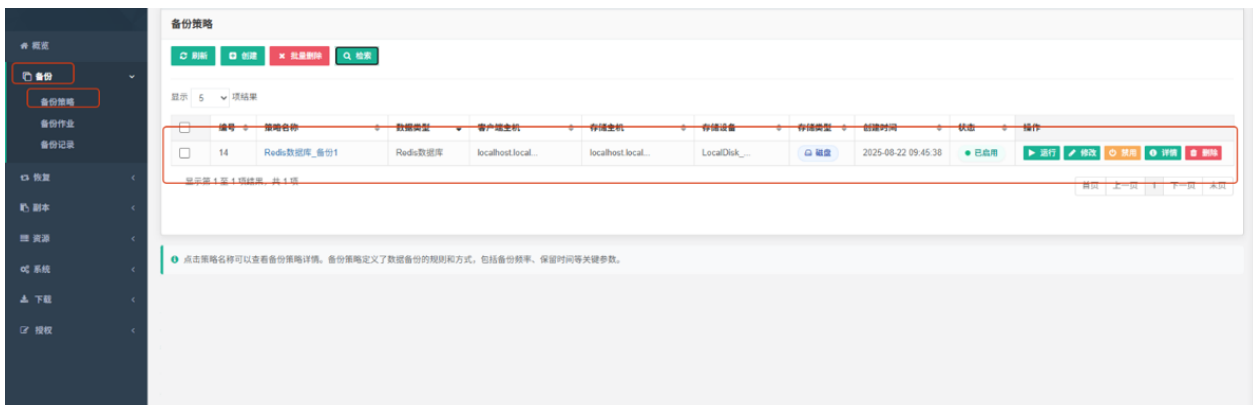 备份策略
概览
刷新 创建 批量删除 检索
备份
显示 5 项结果
备份策略
备份作业
备份记录
编号 策略名称 数据类型 客户端主机 存储主机 存储设备 存储类型 创建时间 状态 操作
14 Redis数据库_备份1 Redis数据库 localhost.local... localhost.local... LocalDisk_... 磁盘 2025-08-22 09:45:38 已启用 运行 修改 禁用 详情 删除
恢复
显示第 1 至 1 项结果，共 1 项
首页 上一页 1 下一页 末页
副本
资源
点击策略名称可以查看备份策略详情。备份策略定义了数据备份的规则和方式，包括备份频率、保留时间等关键参数。
系统
下载
授权